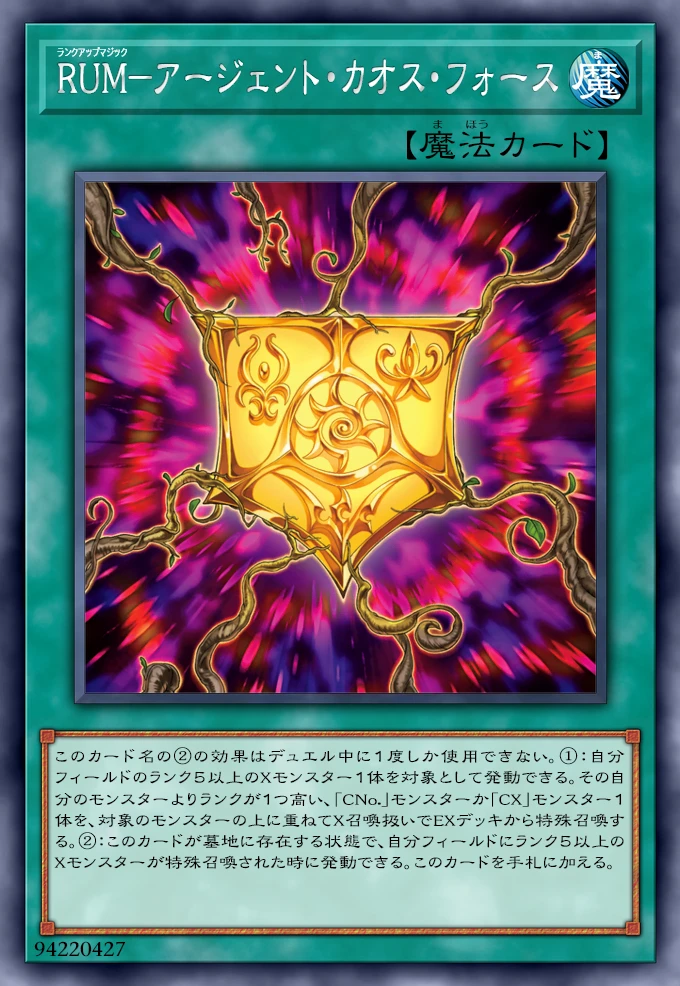 ランクアップマジック
RUM－アージェント・カオス・フォース
魔
ま
ま ほう
【魔法カード】
このカード名の②の効果はデュエル中に１度しか使用できない。①：自分
フィールドのランク５以上のXモンスター１体を対象として発動できる。その自
分のモンスターよりランクが１つ高い、「CNo.」モンスターか「CX」モンスター１
体を、対象のモンスターの上に重ねてX召喚扱いでEXデッキから特殊召喚す
る。②：このカードが墓地に存在する状態で、自分フィールドにランク５以上の
Xモンスターが特殊召喚された時に発動できる。このカードを手札に加える。
94220427